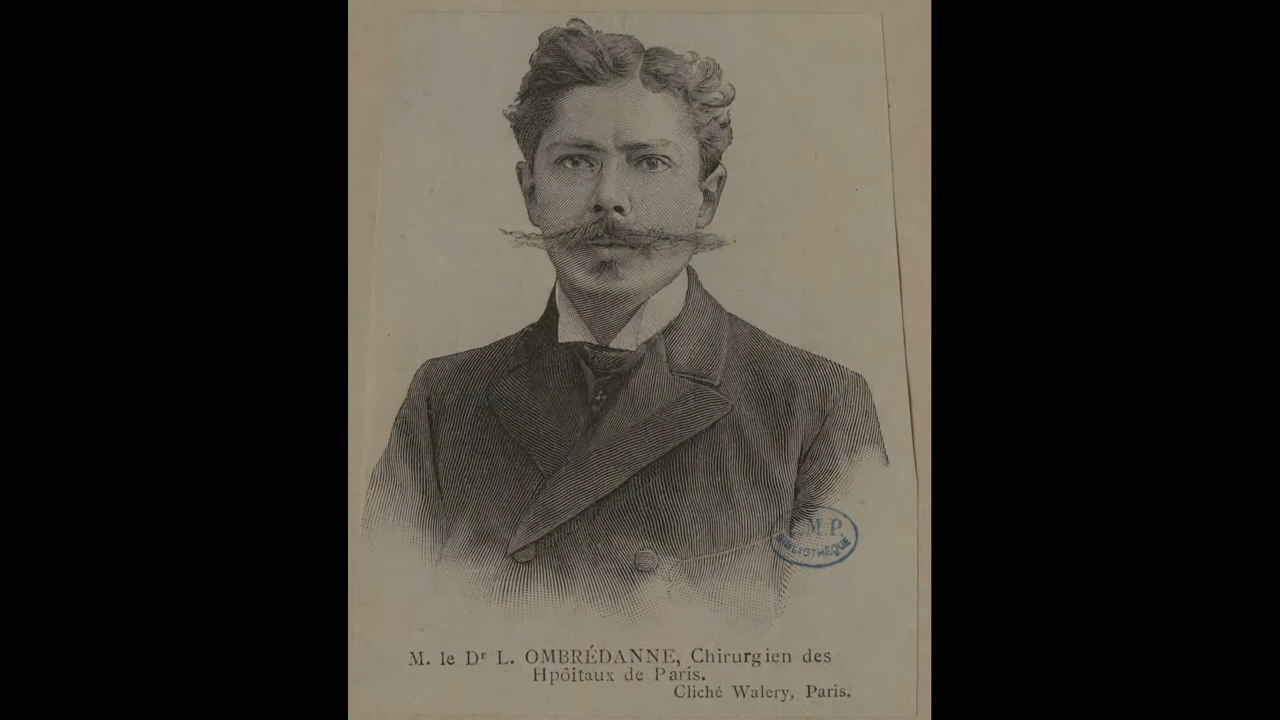 M.P.
BIBLIOTHÈQUE
M. le Dr L. OMBRÉDANNE, Chirurgien des
Hpôitaux de Paris.
Cliché Walery, Paris.